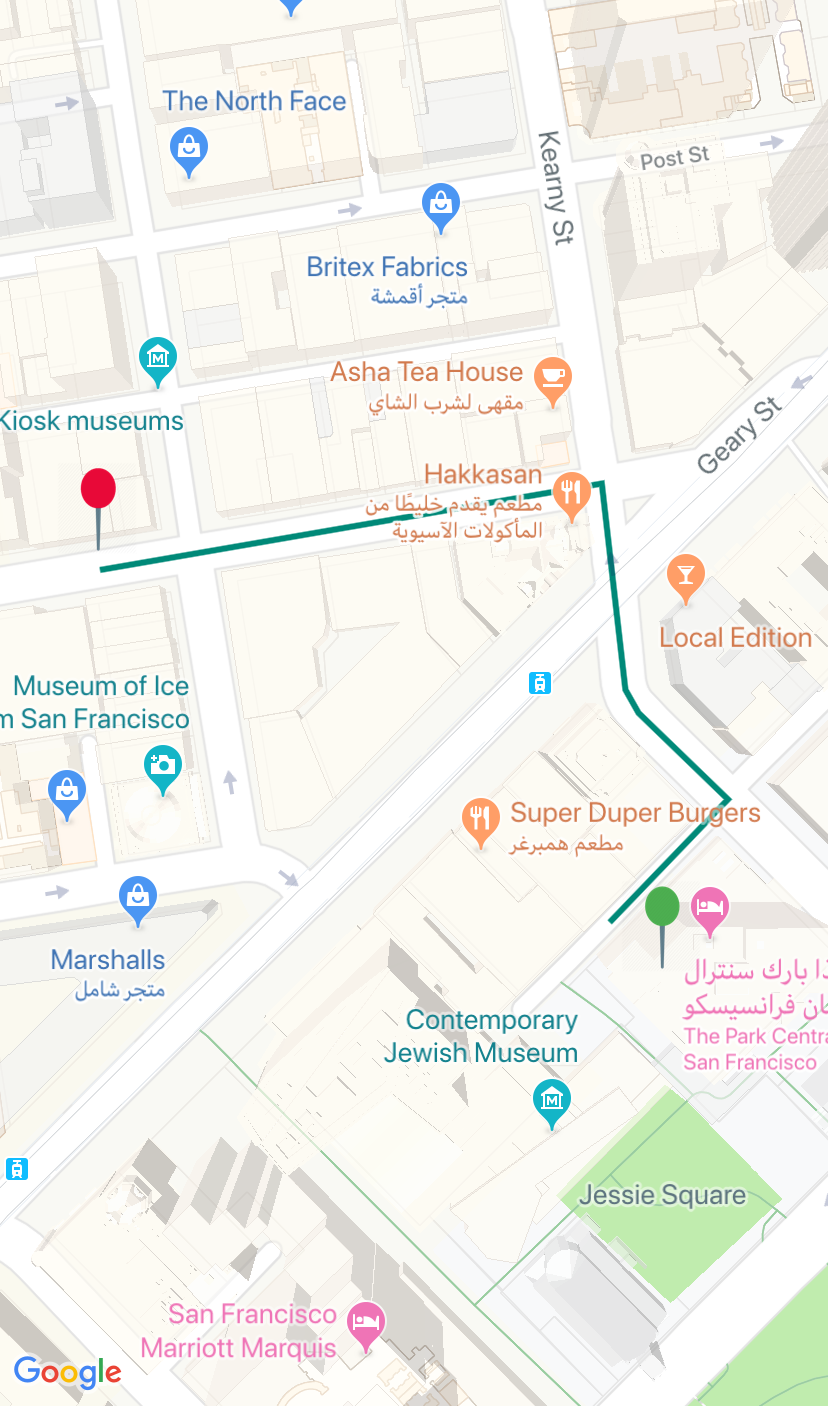 The North Face
Kearny St
Post St
Britex Fabrics
متجر أقمشة
Asha Tea House
مقهى لشرب الشاي
Kiosk museums
Geary St
Hakkasan
مطعم يقدم خليطًا من
المأكولات الآسيوية
Local Edition
Museum of Ice
m San Francisco
Super Duper Burgers
مطعم همبرغر
Marshalls
متجر شامل
ذا بارك سنترال
ان فرانسيسكو
The Park Centra
San Francisco
Contemporary
Jewish Museum
Jessie Square
San Francisco
Marriott Marquis
Google